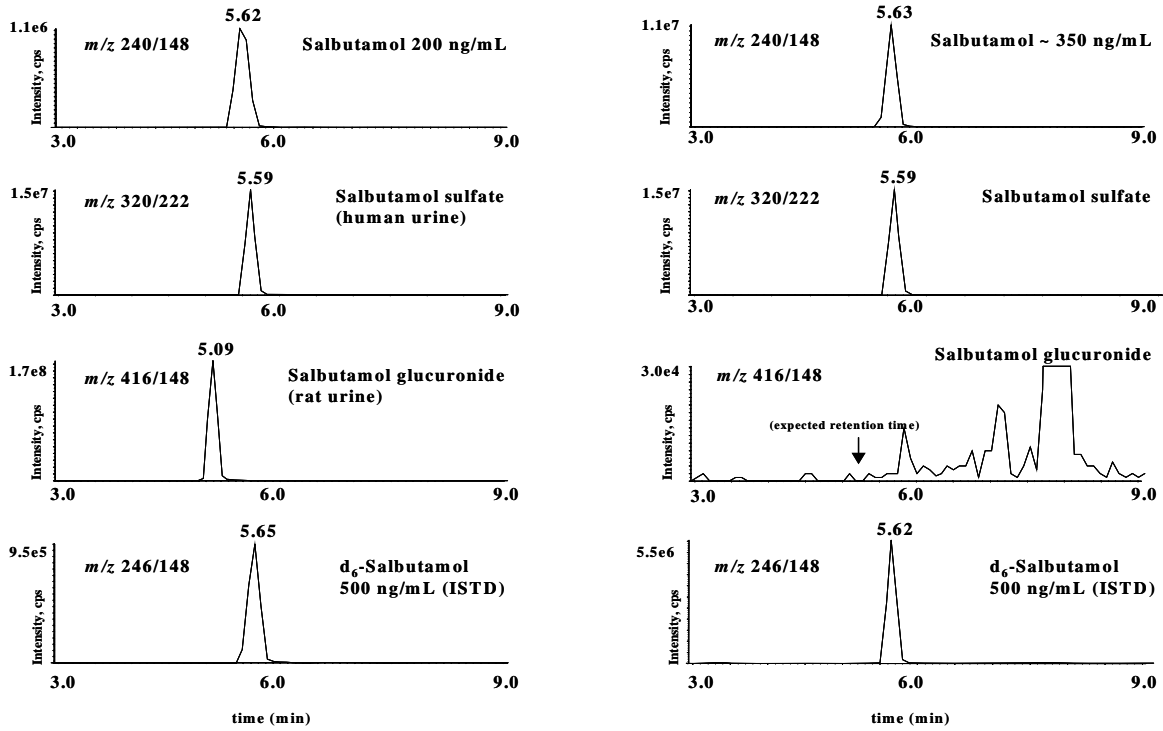 5.62
1.1e6
m/z 240/148
Salbutamol 200 ng/mL
Intensity, cps
3.0
6.0
9.0
5.59
1.5e7
m/z 320/222
Salbutamol sulfate
(human urine)
Intensity, cps
3.0
6.0
9.0
5.09
1.7e8
m/z 416/148
Salbutamol glucuronide
(rat urine)
Intensity, cps
3.0
6.0
9.0
5.65
9.5e5
m/z 246/148
d6-Salbutamol
500 ng/mL (ISTD)
Intensity, cps
3.0
6.0
9.0
time (min)
5.63
1.1e7
m/z 240/148
Salbutamol ~ 350 ng/mL
Intensity, cps
3.0
6.0
9.0
5.59
1.5e7
m/z 320/222
Salbutamol sulfate
Intensity, cps
3.0
6.0
9.0
Salbutamol glucuronide
3.0e4
m/z 416/148
(expected retention time)
Intensity, cps
3.0
6.0
9.0
5.62
5.5e6
m/z 246/148
d6-Salbutamol
500 ng/mL (ISTD)
Intensity, cps
3.0
6.0
9.0
time (min)